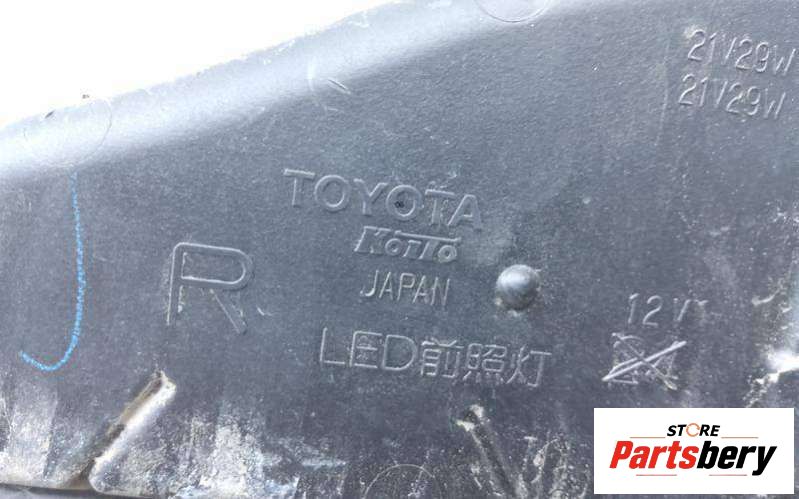 21V29W
21V29W
TOYOTA
KOITO
JAPAN
R
LED前照灯
12V
STORE
Partsbery